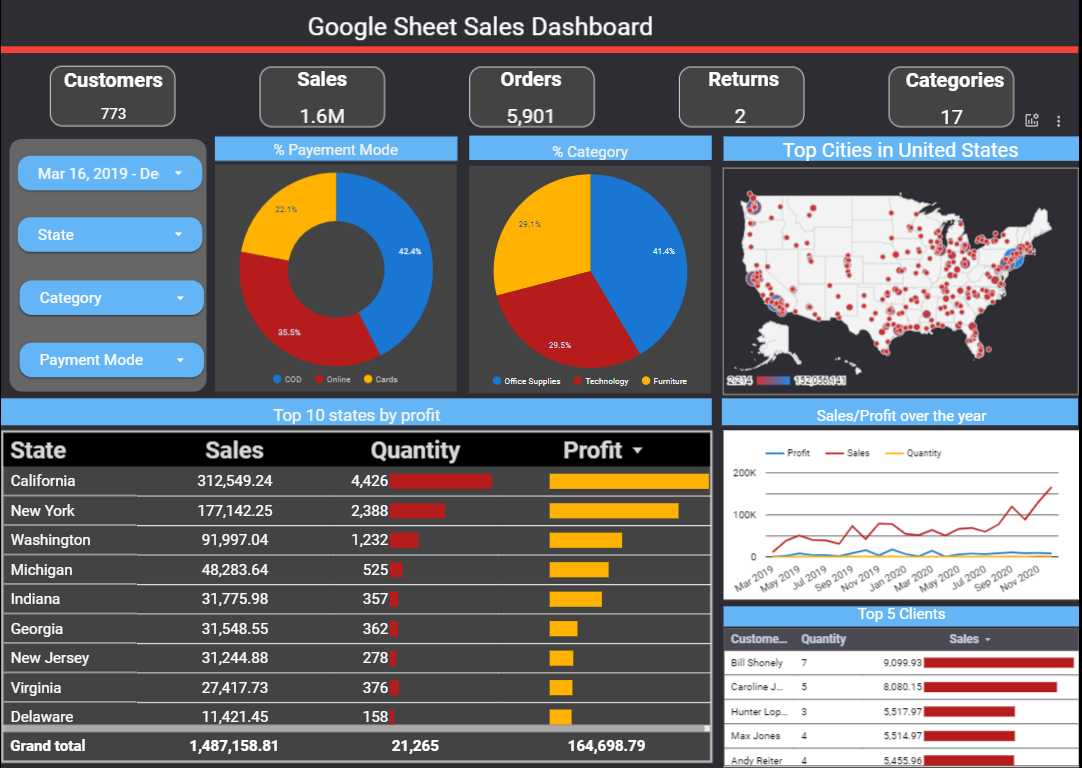 Google Sheet Sales Dashboard
Customers
773
Sales
1.6M
Orders
5,901
Returns
2
Categories
17
Mar 16, 2019 - De
State
Category
Payment Mode
% Payement Mode
22.1%
42.4%
35.5%
COD Online Cards
% Category
29.1%
41.4%
29.5%
Office Supplies Technology Furniture
Top Cities in United States
2,214 152,056.141
Top 10 states by profit
State Sales Quantity Profit
California 312,549.24 4,426
New York 177,142.25 2,388
Washington 91,997.04 1,232
Michigan 48,283.64 525
Indiana 31,775.98 357
Georgia 31,548.55 362
New Jersey 31,244.88 278
Virginia 27,417.73 376
Delaware 11,421.45 158
Grand total 1,487,158.81 21,265 164,698.79
Sales/Profit over the year
Profit Sales Quantity
200K
100K
0
Mar 2019 May 2019 Jul 2019 Sep 2019 Nov 2019 Jan 2020 Mar 2020 May 2020 Jul 2020 Sep 2020 Nov 2020
Top 5 Clients
Custome... Quantity Sales
Bill Shonely 7 9,099.93
Caroline J... 5 8,080.15
Hunter Lop... 3 5,517.97
Max Jones 4 5,514.97
Andy Reiter 4 5,455.96